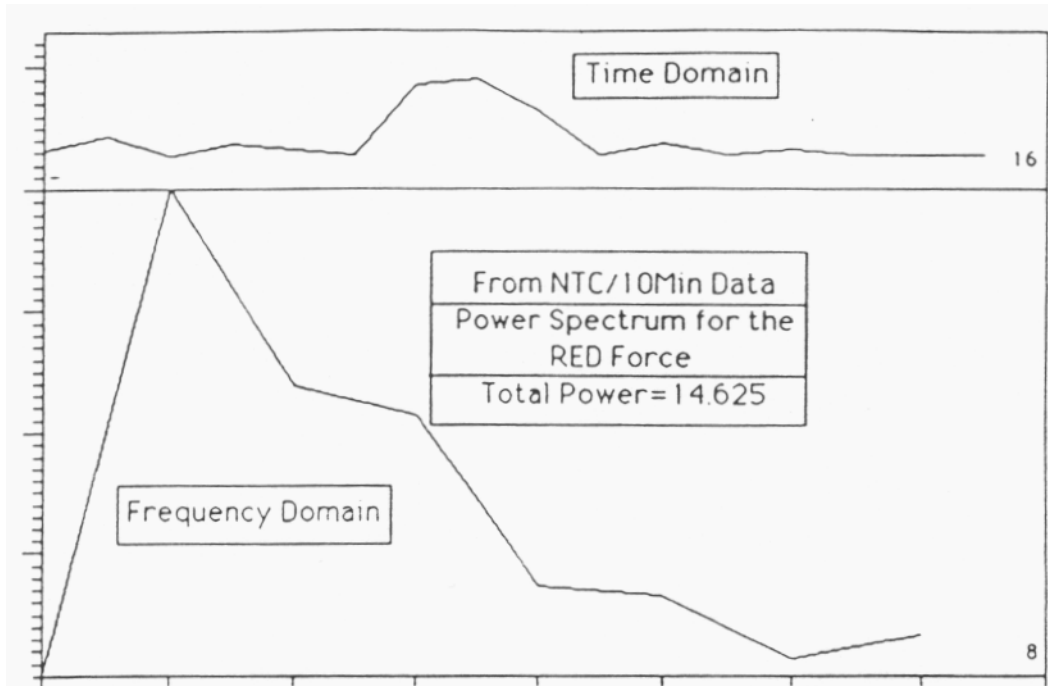 Time Domain
16
From NTC/10Min Data
Power Spectrum for the
RED Force
Total Power=14.625
Frequency Domain
8